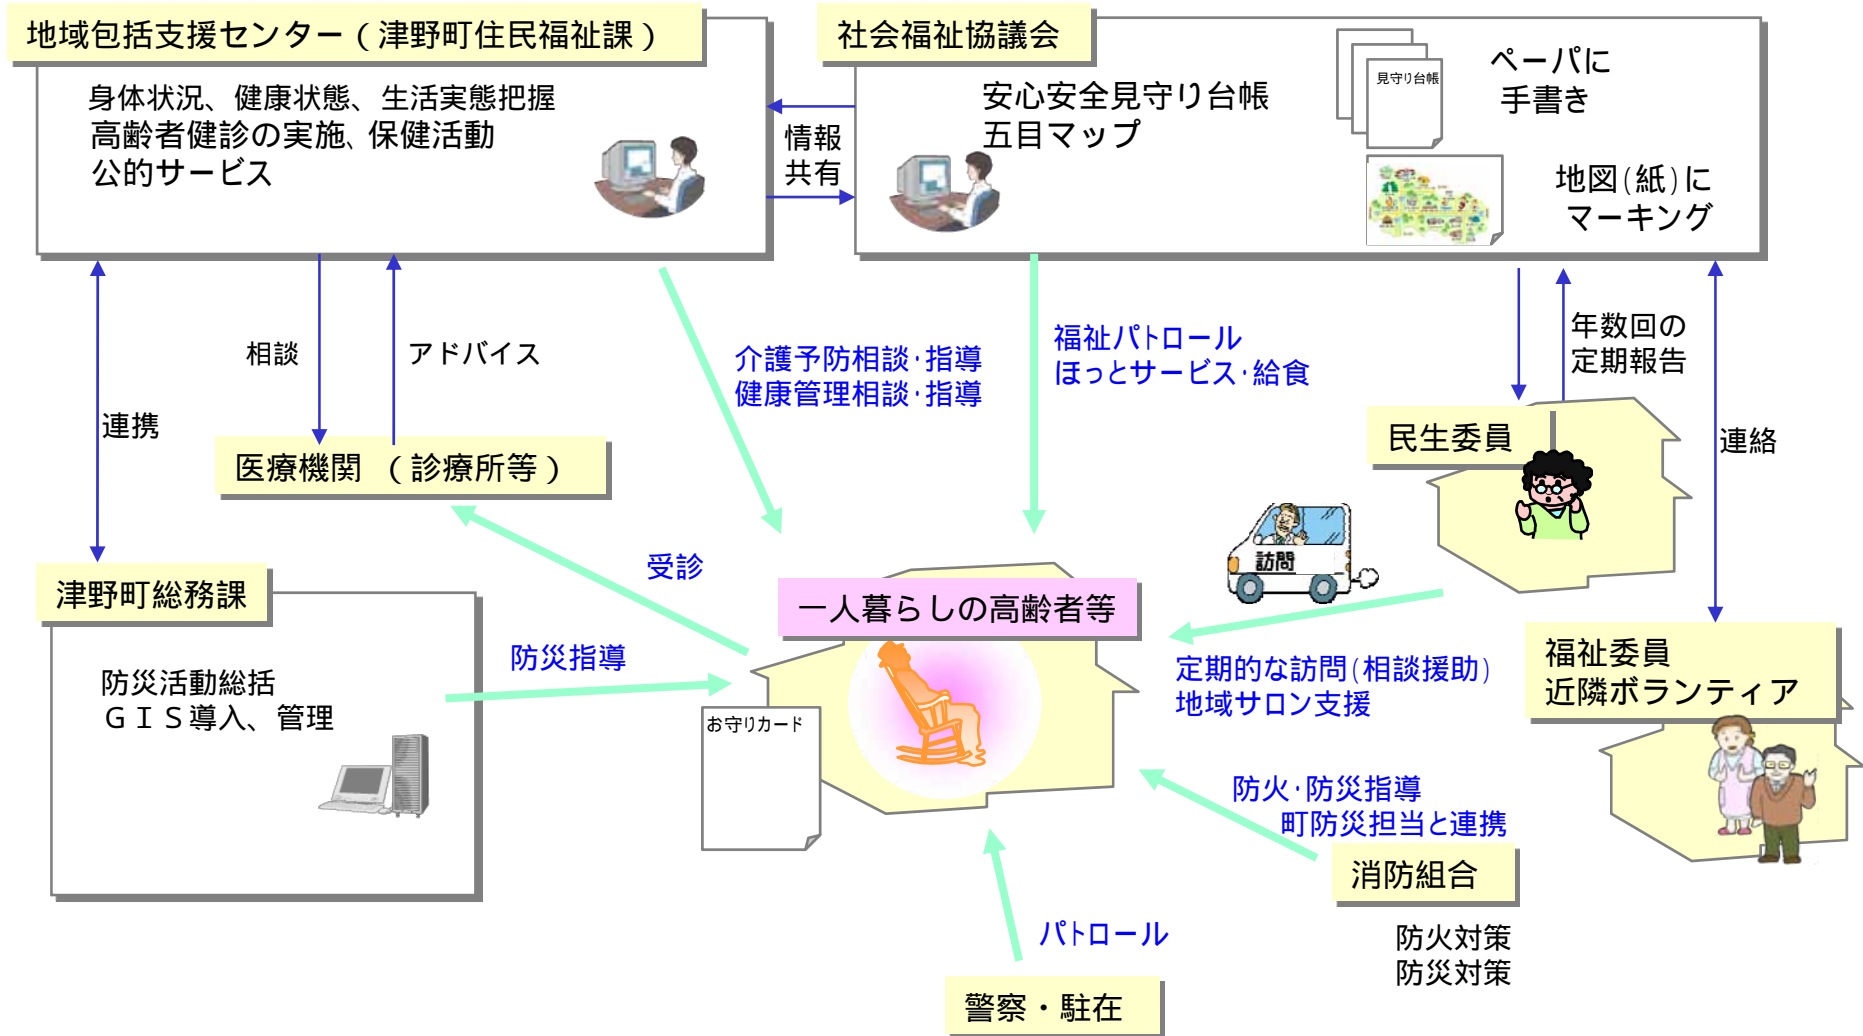 地域包括支援センター（津野町住民福祉課）
身体状況、健康状態、生活実態把握
高齢者健診の実施、保健活動
公的サービス
情報
共有
社会福祉協議会
安心安全見守り台帳
五目マップ
見守り台帳
ペーパに
手書き
地図(紙)に
マーキング
連携
相談
アドバイス
介護予防相談・指導
健康管理相談・指導
福祉パトロール
ほっとサービス・給食
年数回の
定期報告
連絡
医療機関 （診療所等）
民生委員
受診
訪問
津野町総務課
防災活動総括
ＧＩＳ導入、管理
防災指導
一人暮らしの高齢者等
お守りカード
定期的な訪問(相談援助)
地域サロン支援
福祉委員
近隣ボランティア
防火・防災指導
町防災担当と連携
消防組合
防火対策
防災対策
パトロール
警察・駐在